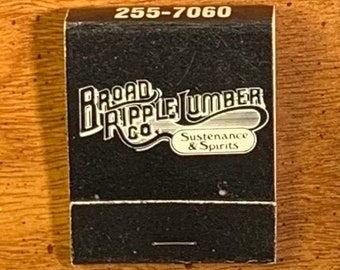 255-7060
BROAD
RIPPLE LUMBER
CO.
Sustenance
& Spirits